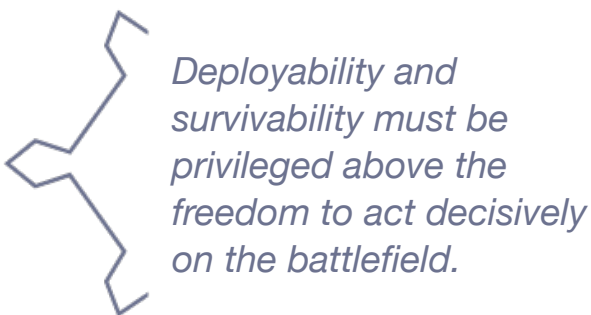 Deployability and
survivability must be
privileged above the
freedom to act decisively
on the battlefield.